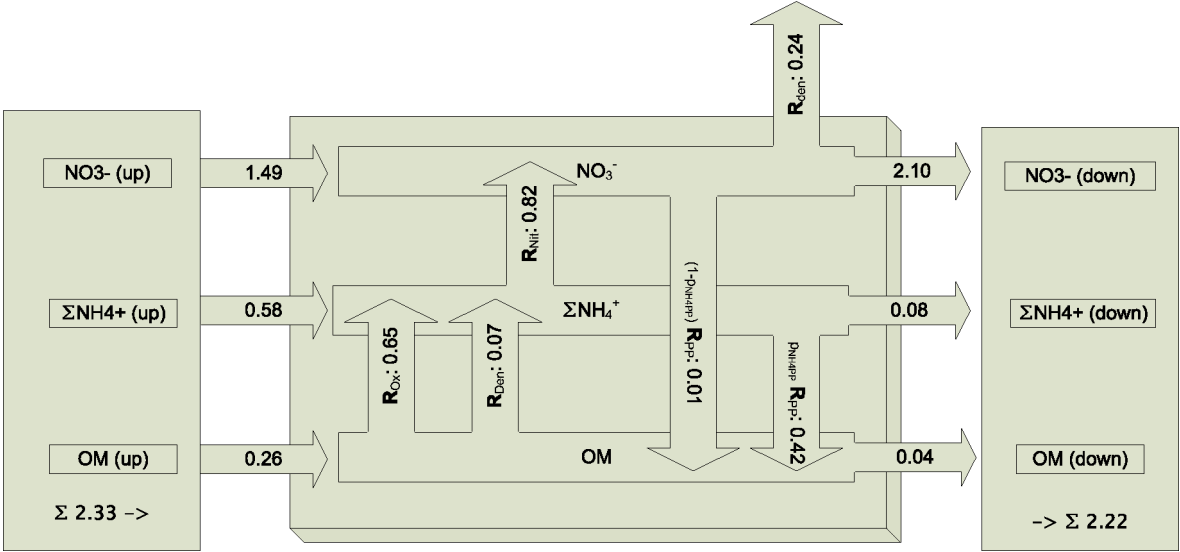 R_den: 0.24
NO3- (up)
1.49
NO₃⁻
2.10
NO3- (down)
R_Nit: 0.82
(1-p_NH4PP) R_PP: 0.01
ΣNH4+ (up)
0.58
ΣNH₄⁺
0.08
ΣNH4+ (down)
R_Ox: 0.65
R_Den: 0.07
p_NH4PP R_PP: 0.42
OM (up)
0.26
OM
0.04
OM (down)
Σ 2.33 –>
–> Σ 2.22